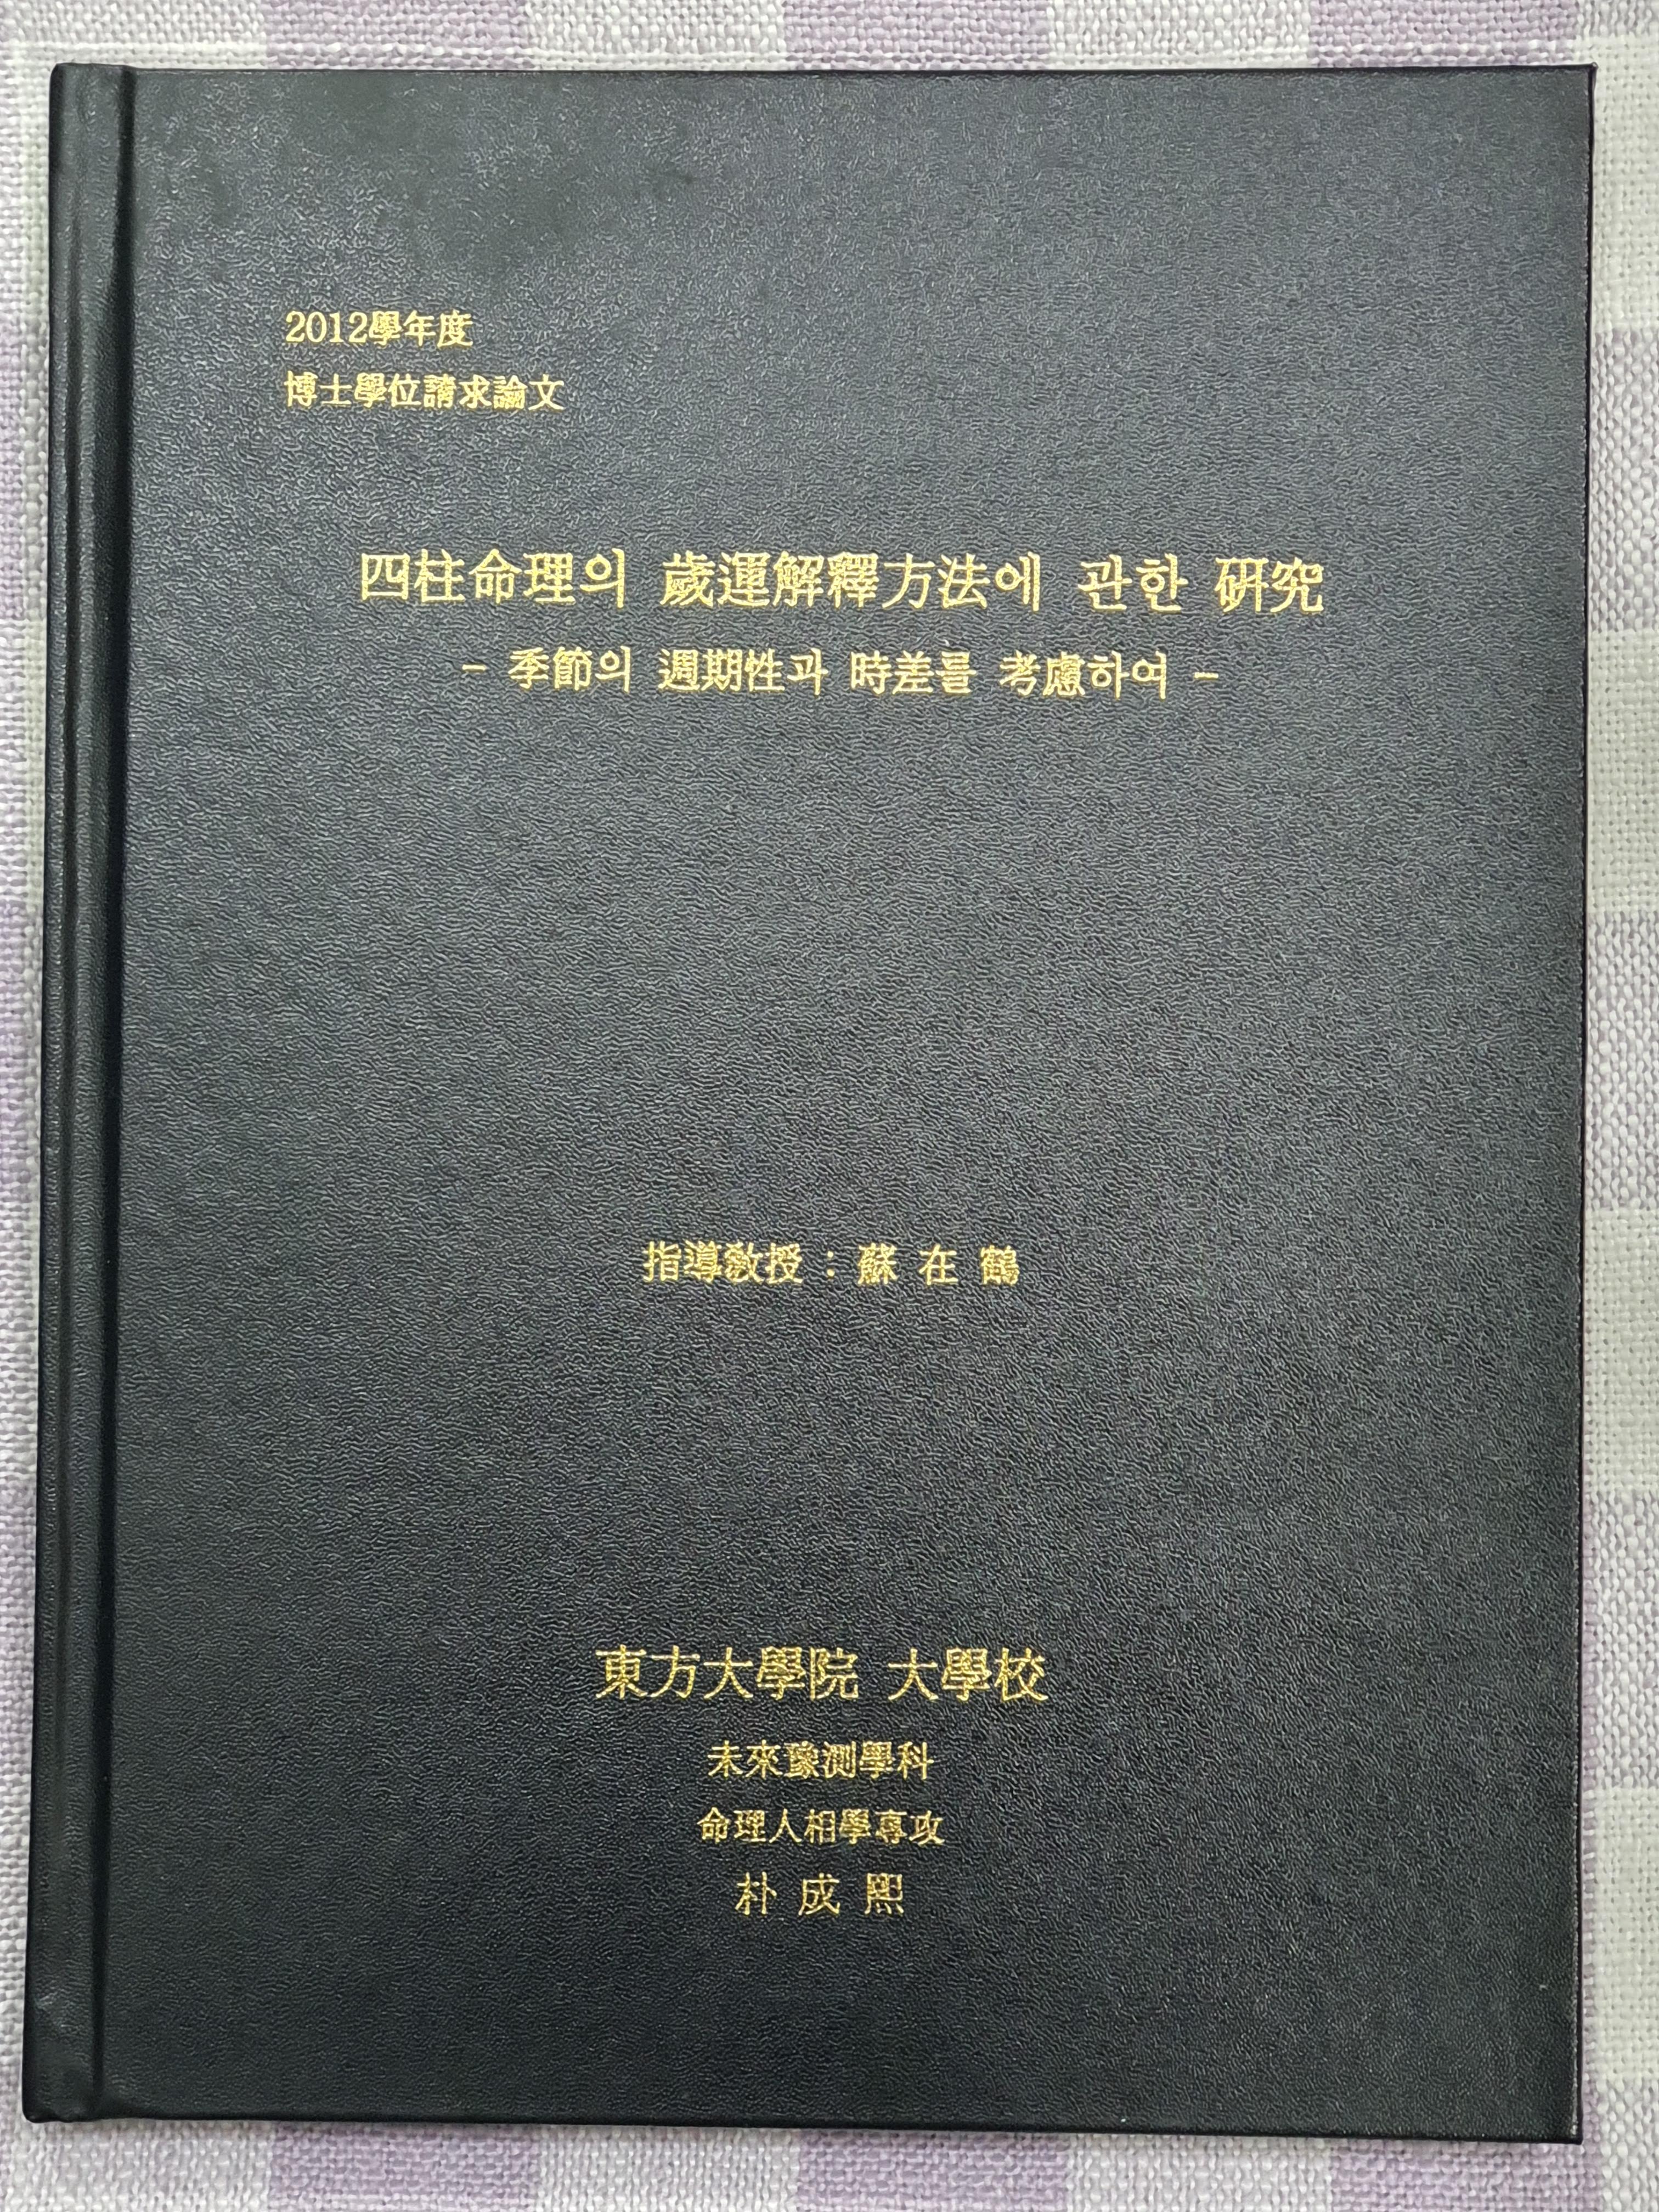 2012學年度
博士學位請求論文
四柱命理의 歲運解釋方法에 관한 硏究
- 季節의 週期性과 時差를 考慮하여 -
指導敎授 : 蘇 在 鶴
東方大學院 大學校
未來豫測學科
命理人相學專攻
朴 成 熙